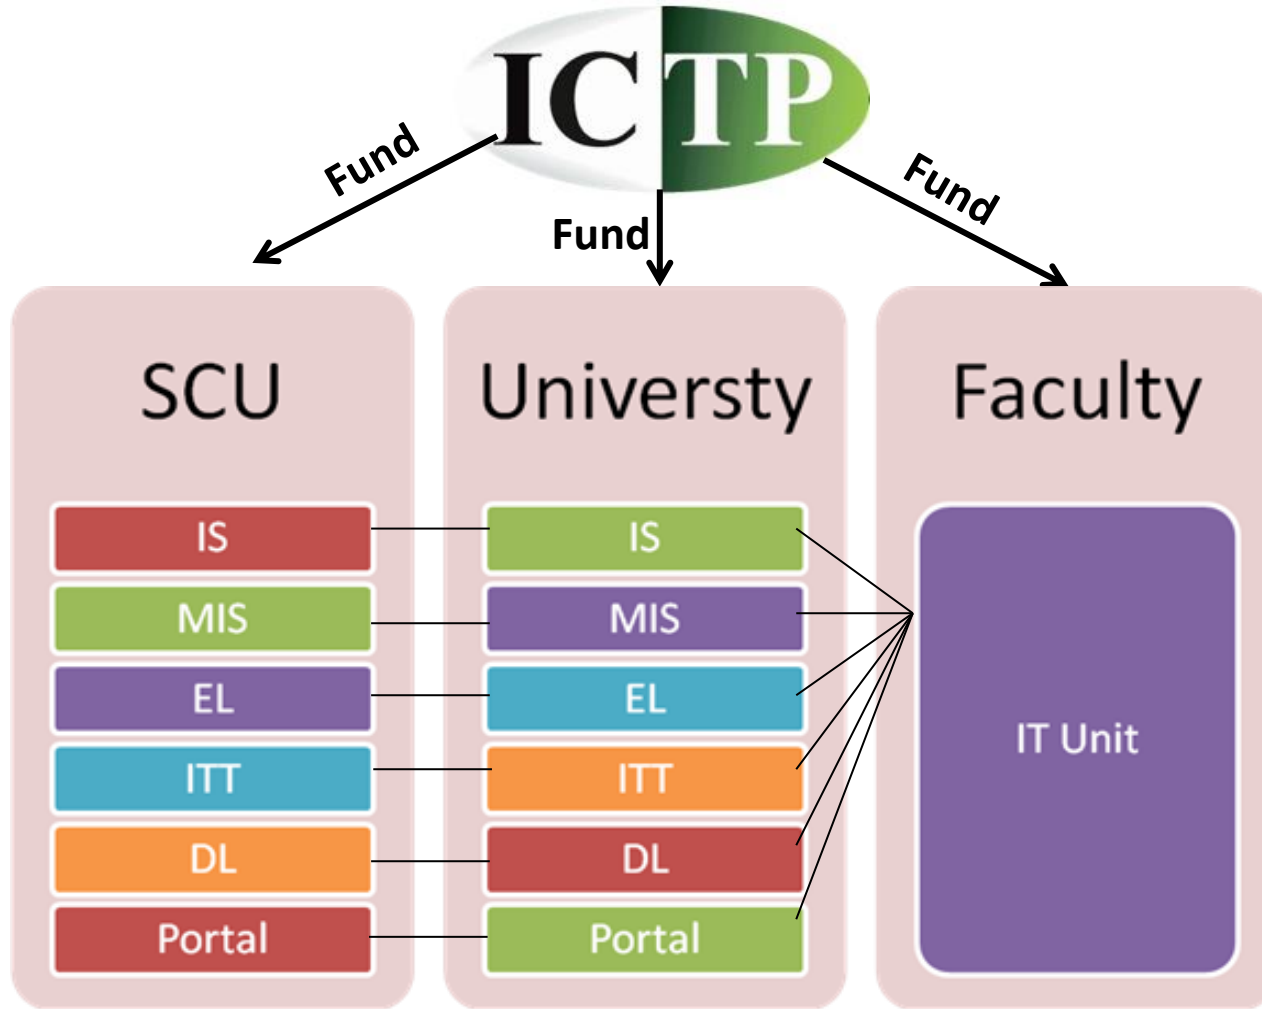 ICTP
Fund
Fund
Fund
SCU
IS
MIS
EL
ITT
DL
Portal
Universty
IS
MIS
EL
ITT
DL
Portal
Faculty
IT Unit